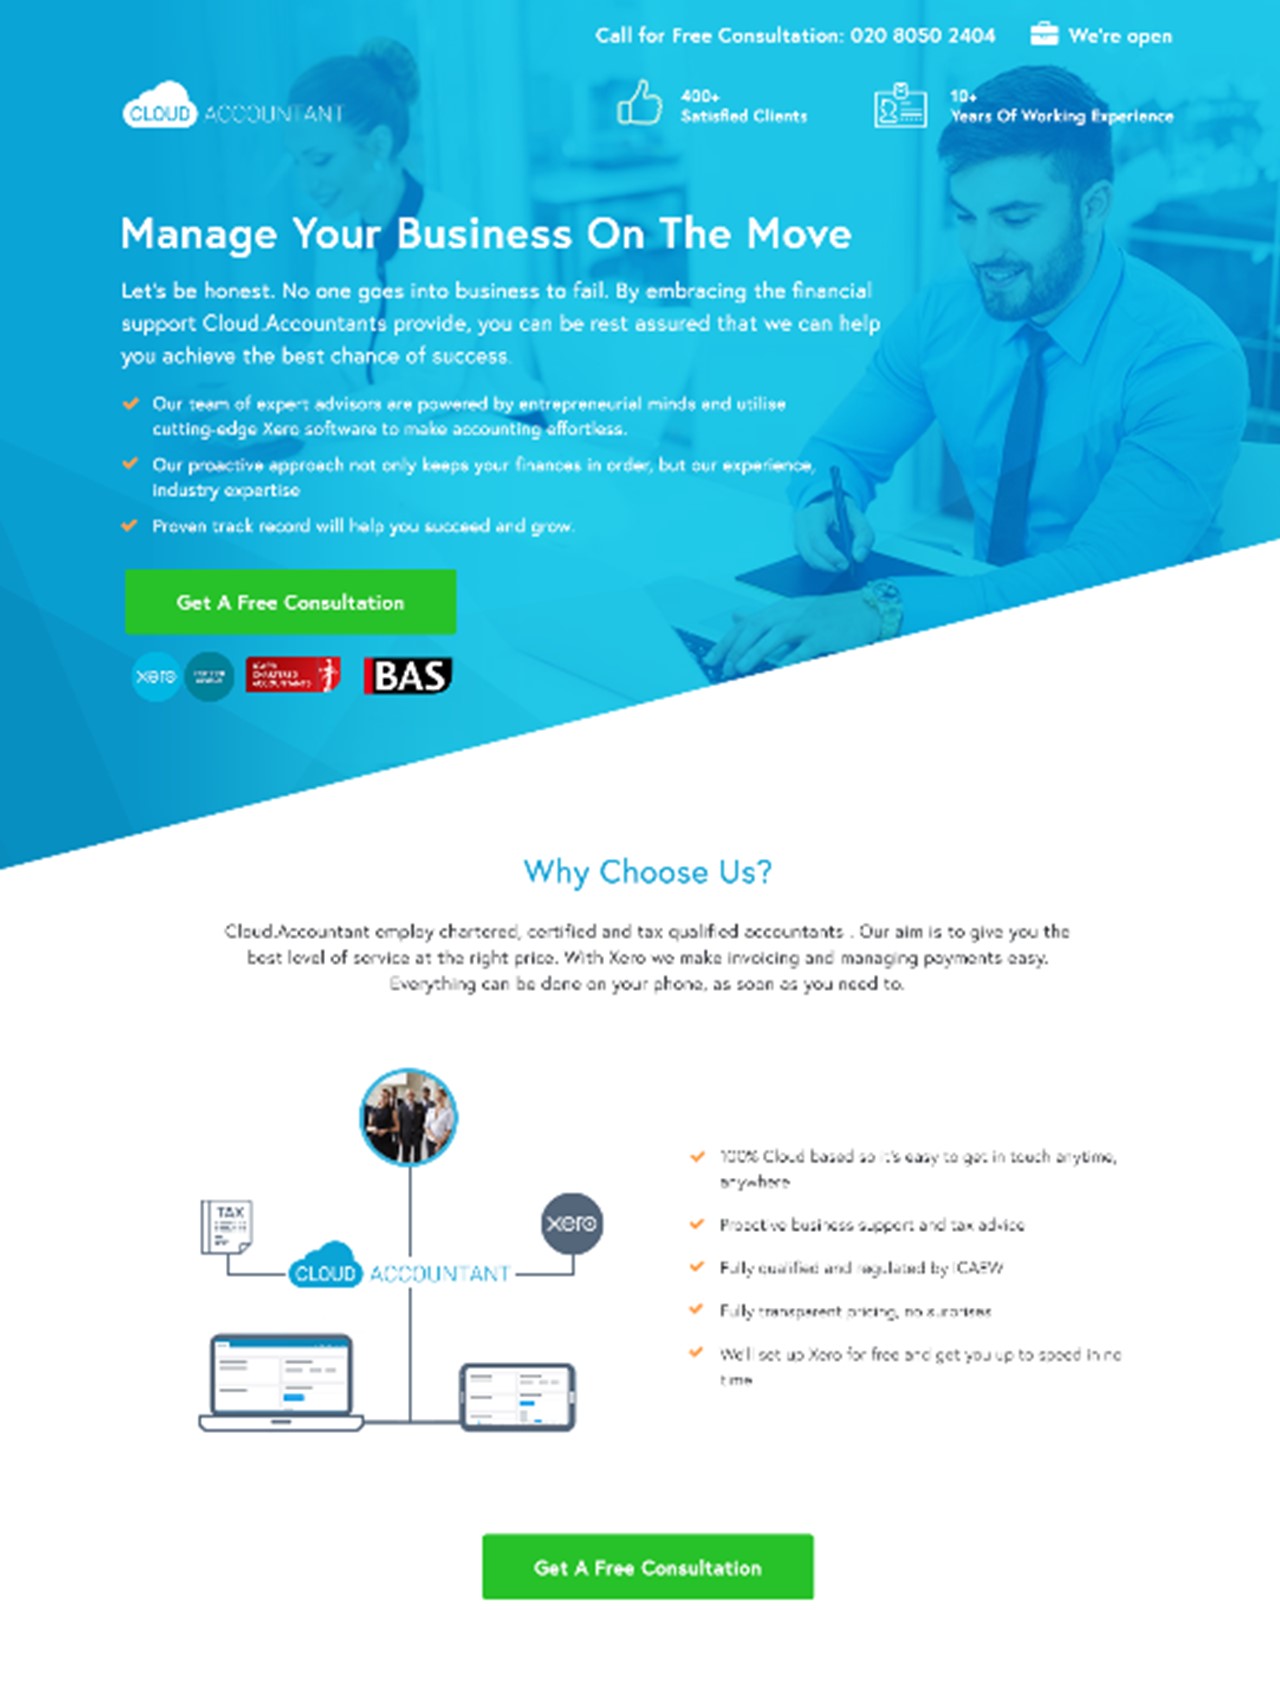 Call for Free Consultation: 020 8050 2404 We're open
CLOUD ACCOUNTANT
400+
Satisfied Clients
10+
Years Of Working Experience
Manage Your Business On The Move
Let's be honest. No one goes into business to fail. By embracing the financial
support Cloud.Accountants provide, you can be rest assured that we can help
you achieve the best chance of success.
Our team of expert advisors are powered by entrepreneurial minds and utilise
cutting-edge Xero software to make accounting effortless.
Our proactive approach not only keeps your finances in order, but our experience,
industry expertise
Proven track record will help you succeed and grow.
Get A Free Consultation
xero
ICAEW
CHARTERED
ACCOUNTANTS
BAS
Why Choose Us?
Cloud.Accountant employ chartered, certified and tax qualified accountants . Our aim is to give you the
best level of service at the right price. With Xero we make invoicing and managing payments easy.
Everything can be done on your phone, as soon as you need to.
TAX
xero
CLOUD ACCOUNTANT
100% Cloud based so it's easy to get in touch anytime,
anywhere
Proactive business support and tax advice
Fully qualified and regulated by ICAEW
Fully transparent pricing, no surprises
We'll set up Xero for free and get you up to speed in no
time
Get A Free Consultation